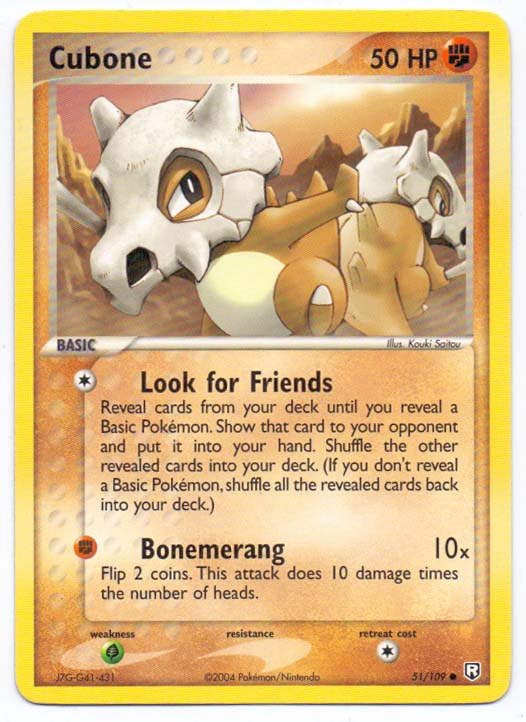 Cubone
50 HP
BASIC
Illus. Kouki Saitou
Look for Friends
Reveal cards from your deck until you reveal a
Basic Pokémon. Show that card to your opponent
and put it into your hand. Shuffle the other
revealed cards into your deck. (If you don't reveal
a Basic Pokémon, shuffle all the revealed cards back
into your deck.)
Bonemerang 10x
Flip 2 coins. This attack does 10 damage times
the number of heads.
weakness resistance retreat cost
J7G-G41-431 ©2004 Pokémon/Nintendo 51/109 ● R